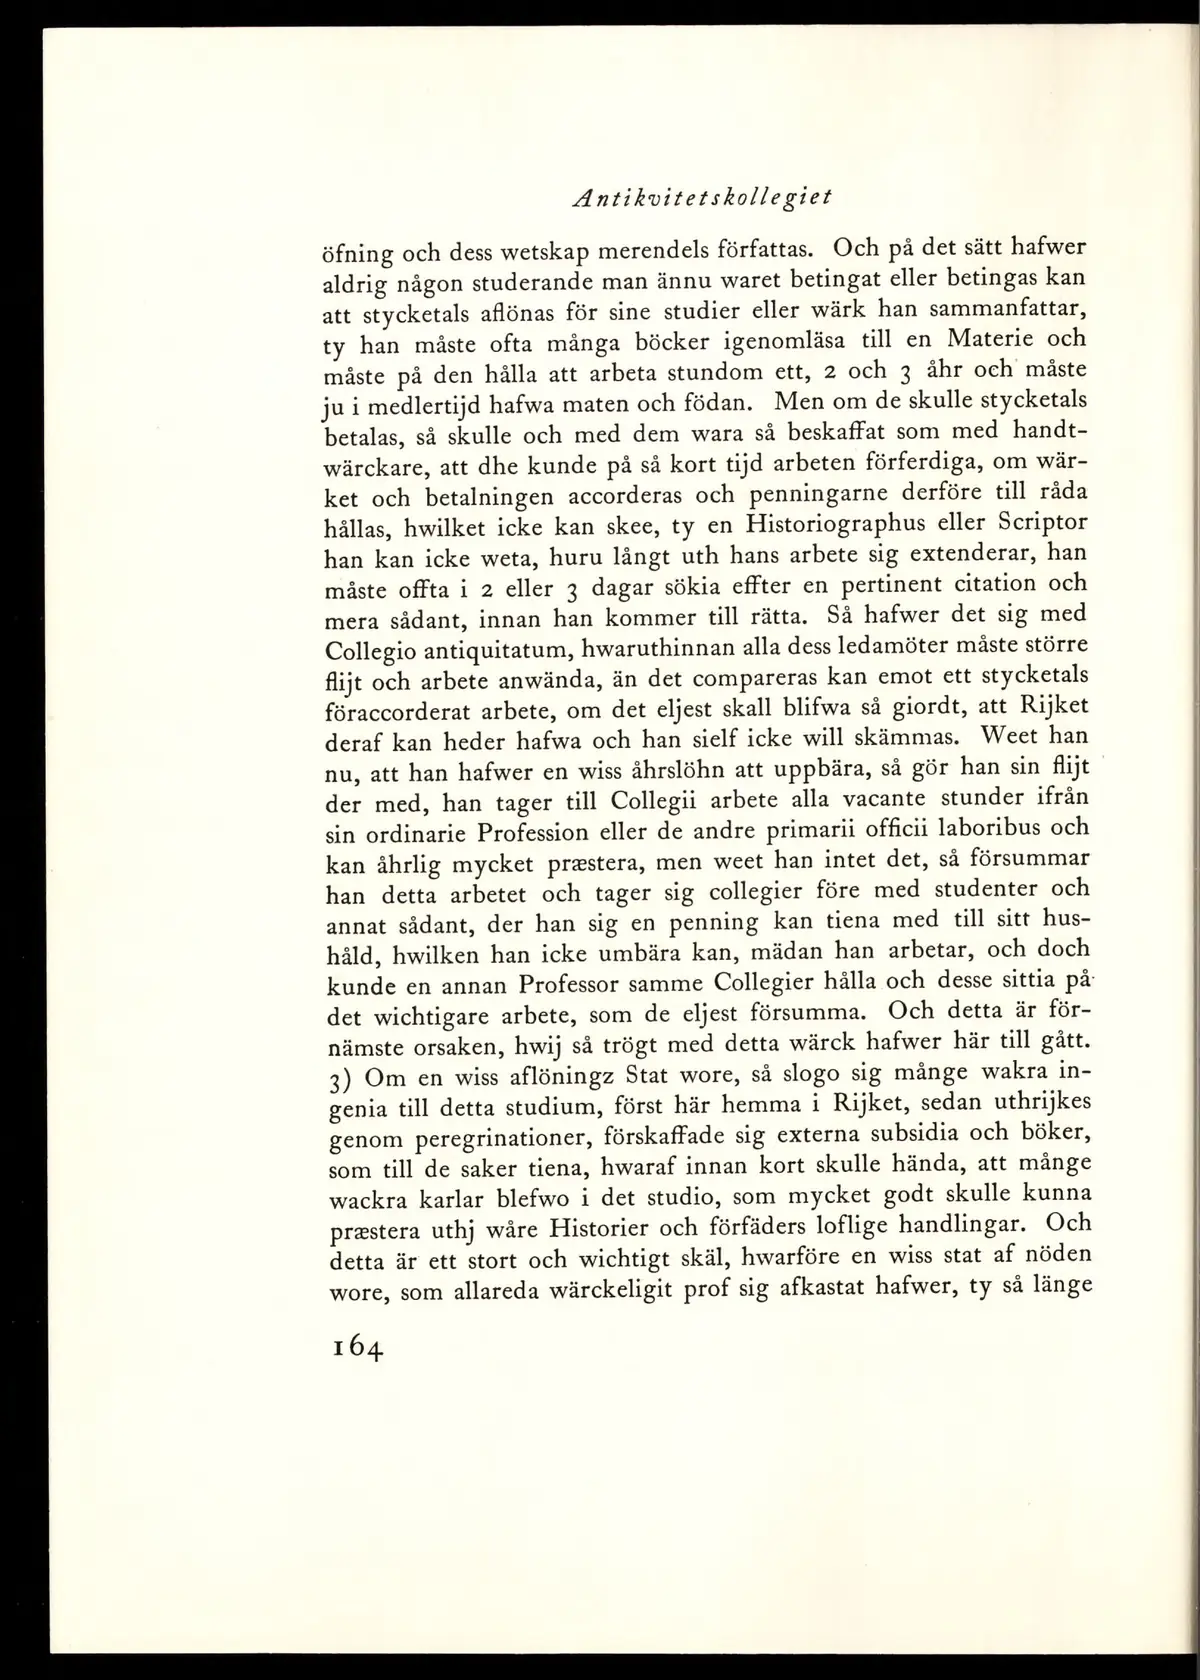 Antikvitetskollegiet
öfning och dess wetskap merendels författas. Och på det sätt hafwer
aldrig någon studerande man ännu waret betingat eller betingas kan
att stycketals aflönas för sine studier eller wärk han sammanfattar,
ty han måste ofta många böcker igenomläsa till en Materie och
måste på den hålla att arbeta stundom ett, 2 och 3 åhr och måste
ju i medlertijd hafwa maten och födan. Men om de skulle stycketals
betalas, så skulle och med dem wara så beskaffat som med handt-
wärckare, att dhe kunde på så kort tijd arbeten förferdiga, om wär-
ket och betalningen accorderas och penningarne derföre till råda
hållas, hwilket icke kan skee, ty en Historiographus eller Scriptor
han kan icke weta, huru långt uth hans arbete sig extenderar, han
måste offta i 2 eller 3 dagar sökia effter en pertinent citation och
mera sådant, innan han kommer till rätta. Så hafwer det sig med
Collegio antiquitatum, hwaruthinnan alla dess ledamöter måste större
flijt och arbete anwända, än det compareras kan emot ett stycketals
föraccorderat arbete, om det eljest skall blifwa så giordt, att Rijket
deraf kan heder hafwa och han sielf icke will skämmas. Weet han
nu, att han hafwer en wiss åhrslöhn att uppbära, så gör han sin flijt
der med, han tager till Collegii arbete alla vacante stunder ifrån
sin ordinarie Profession eller de andre primarii officii laboribus och
kan åhrlig mycket præstera, men weet han intet det, så försummar
han detta arbetet och tager sig collegier före med studenter och
annat sådant, der han sig en penning kan tiena med till sitt hus-
håld, hwilken han icke umbära kan, mädan han arbetar, och doch
kunde en annan Professor samme Collegier hålla och desse sittia på
det wichtigare arbete, som de eljest försumma. Och detta är för-
nämste orsaken, hwij så trögt med detta wärck hafwer här till gått.
3) Om en wiss aflöningz Stat wore, så slogo sig månge wakra in-
genia till detta studium, först här hemma i Rijket, sedan uthrijkes
genom peregrinationer, förskaffade sig externa subsidia och böker,
som till de saker tiena, hwaraf innan kort skulle hända, att månge
wackra karlar blefwo i det studio, som mycket godt skulle kunna
præstera uthj wåre Historier och förfäders loflige handlingar. Och
detta är ett stort och wichtigt skäl, hwarföre en wiss stat af nöden
wore, som allareda wärckeligit prof sig afkastat hafwer, ty så länge
164